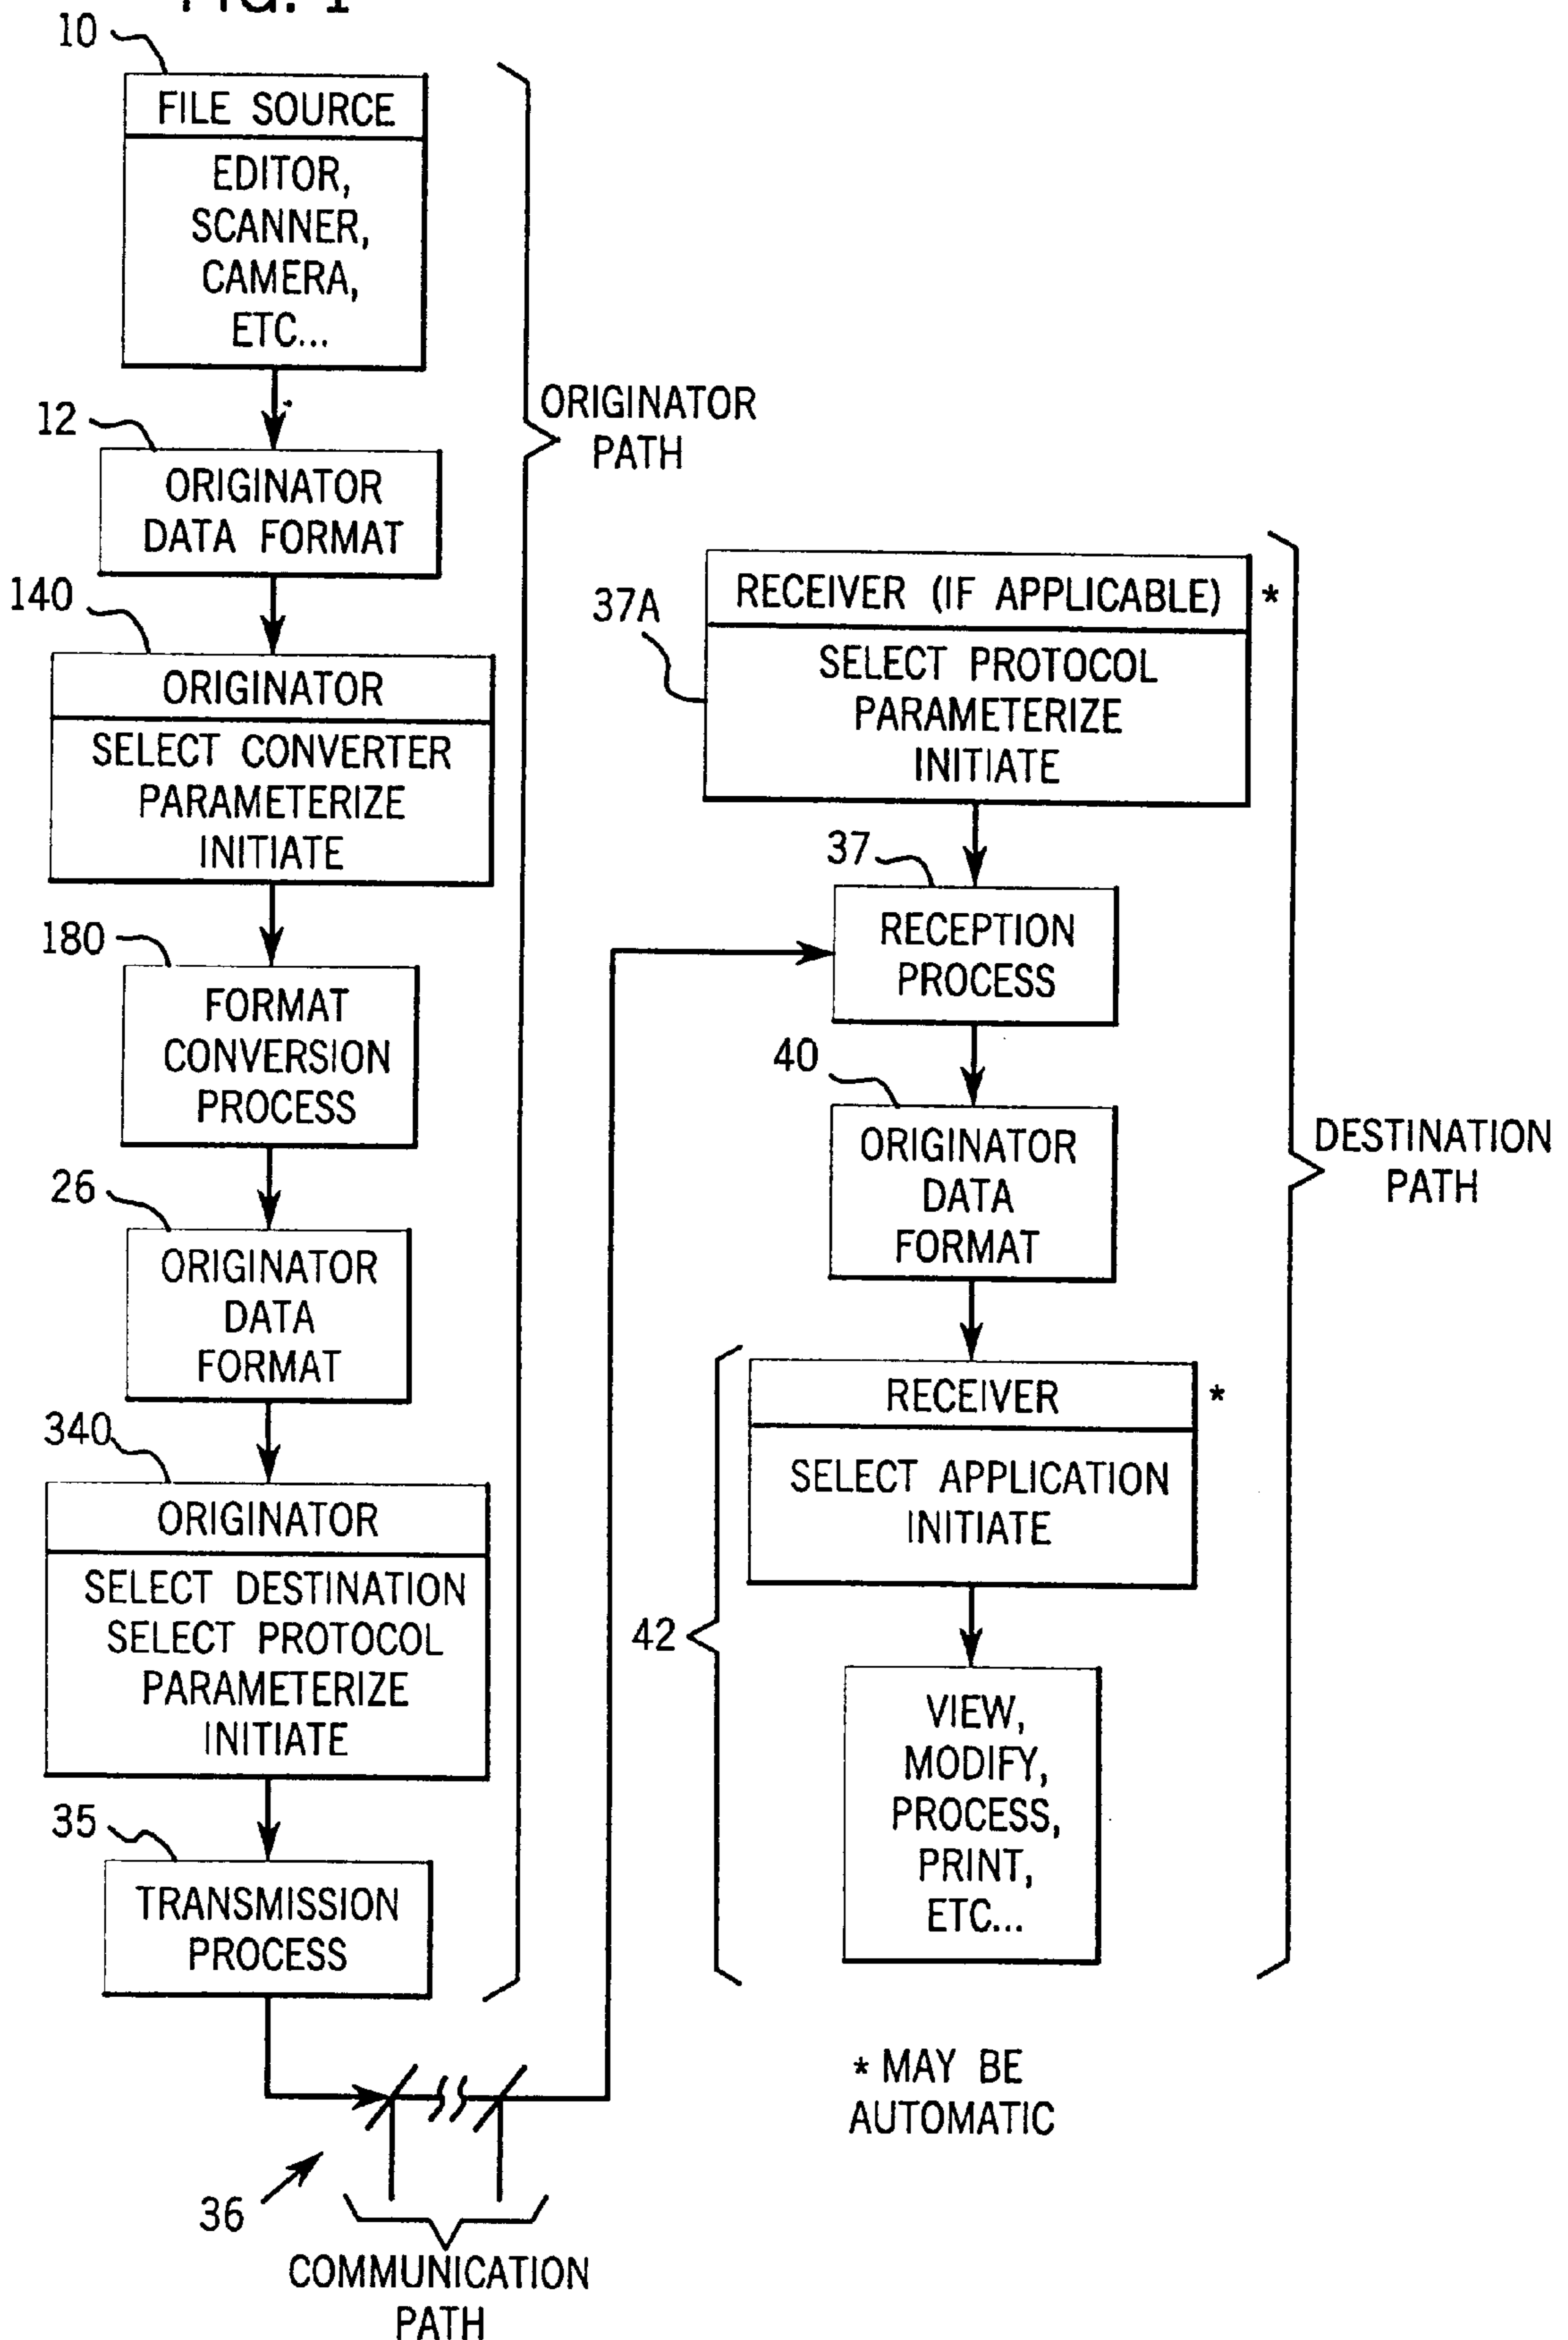 FIG. 1
10
FILE SOURCE
EDITOR,
SCANNER,
CAMERA,
ETC...
12
ORIGINATOR
DATA FORMAT
140
ORIGINATOR
SELECT CONVERTER
PARAMETERIZE
INITIATE
180
FORMAT
CONVERSION
PROCESS
26
ORIGINATOR
DATA
FORMAT
340
ORIGINATOR
SELECT DESTINATION
SELECT PROTOCOL
PARAMETERIZE
INITIATE
35
TRANSMISSION
PROCESS
ORIGINATOR
PATH
36
COMMUNICATION
PATH
37A
RECEIVER (IF APPLICABLE) *
SELECT PROTOCOL
PARAMETERIZE
INITIATE
37
RECEPTION
PROCESS
40
ORIGINATOR
DATA
FORMAT
42
RECEIVER *
SELECT APPLICATION
INITIATE
VIEW,
MODIFY,
PROCESS,
PRINT,
ETC...
DESTINATION
PATH
* MAY BE
AUTOMATIC